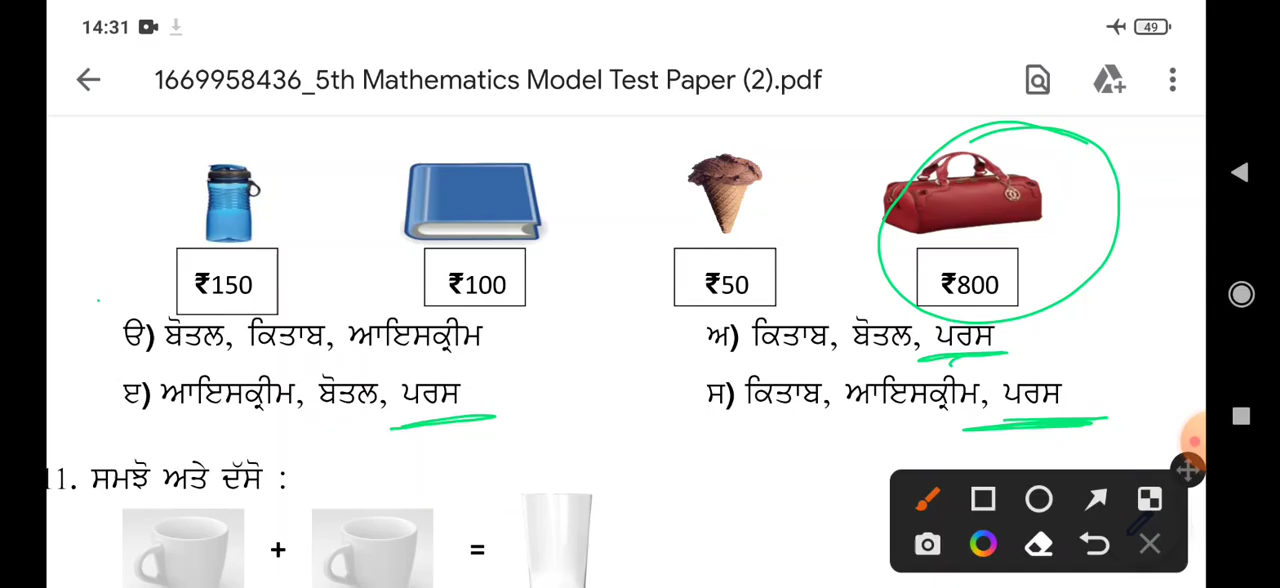 14:31
49
1669958436_5th Mathematics Model Test Paper (2).pdf
₹150 ₹100 ₹50 ₹800
ੳ) ਬੋਤਲ, ਕਿਤਾਬ, ਆਇਸਕ੍ਰੀਮ ਅ) ਕਿਤਾਬ, ਬੋਤਲ, ਪਰਸ
ੲ) ਆਇਸਕ੍ਰੀਮ, ਬੋਤਲ, ਪਰਸ ਸ) ਕਿਤਾਬ, ਆਇਸਕ੍ਰੀਮ, ਪਰਸ
11. ਸਮਝੋ ਅਤੇ ਦੱਸੋ :
+ =